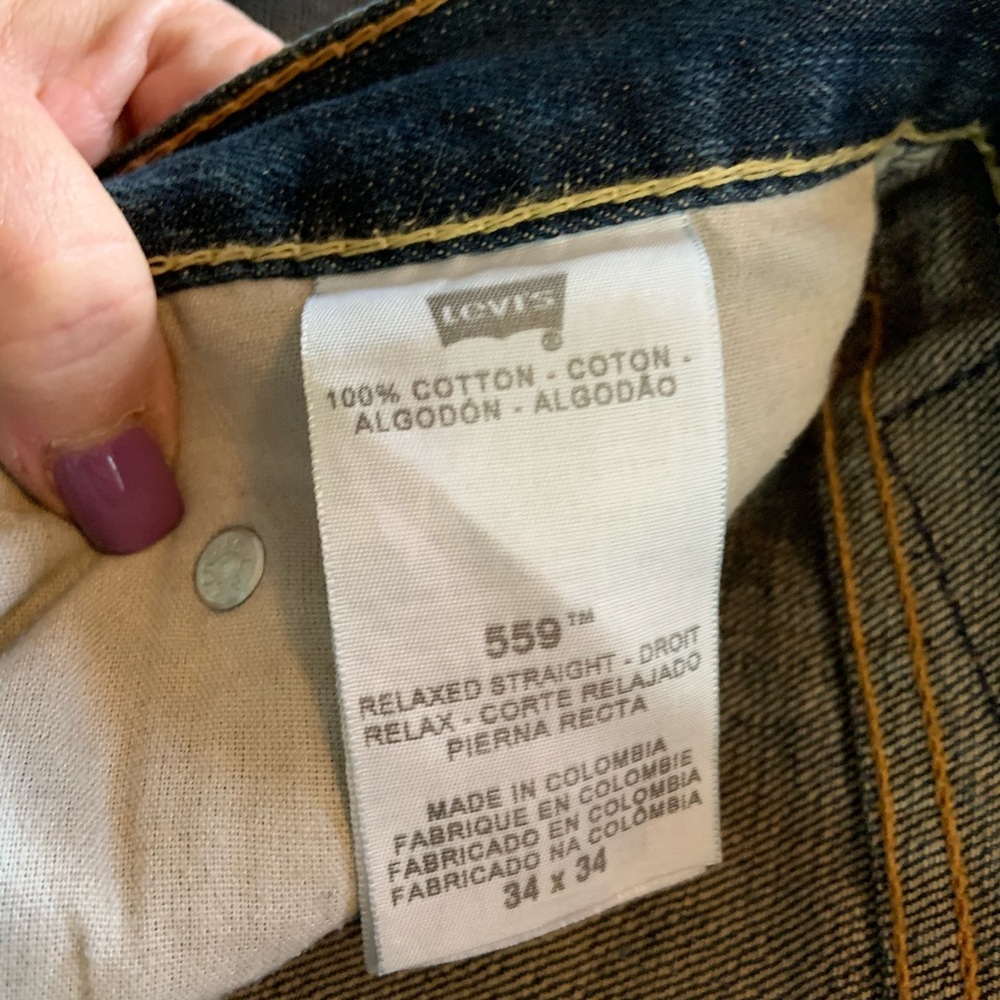 Levi's®
100% COTTON - COTON -
ALGODÓN - ALGODÃO
559™
RELAXED STRAIGHT - DROIT
RELAX - CORTE RELAJADO
PIERNA RECTA
MADE IN COLOMBIA
FABRIQUE EN COLOMBIE
FABRICADO EN COLOMBIA
FABRICADO NA COLÔMBIA
34 x 34